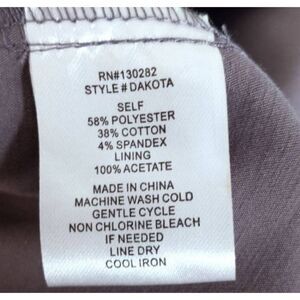 RN#130282
STYLE # DAKOTA
SELF
58% POLYESTER
38% COTTON
4% SPANDEX
LINING
100% ACETATE
MADE IN CHINA
MACHINE WASH COLD
GENTLE CYCLE
NON CHLORINE BLEACH
IF NEEDED
LINE DRY
COOL IRON